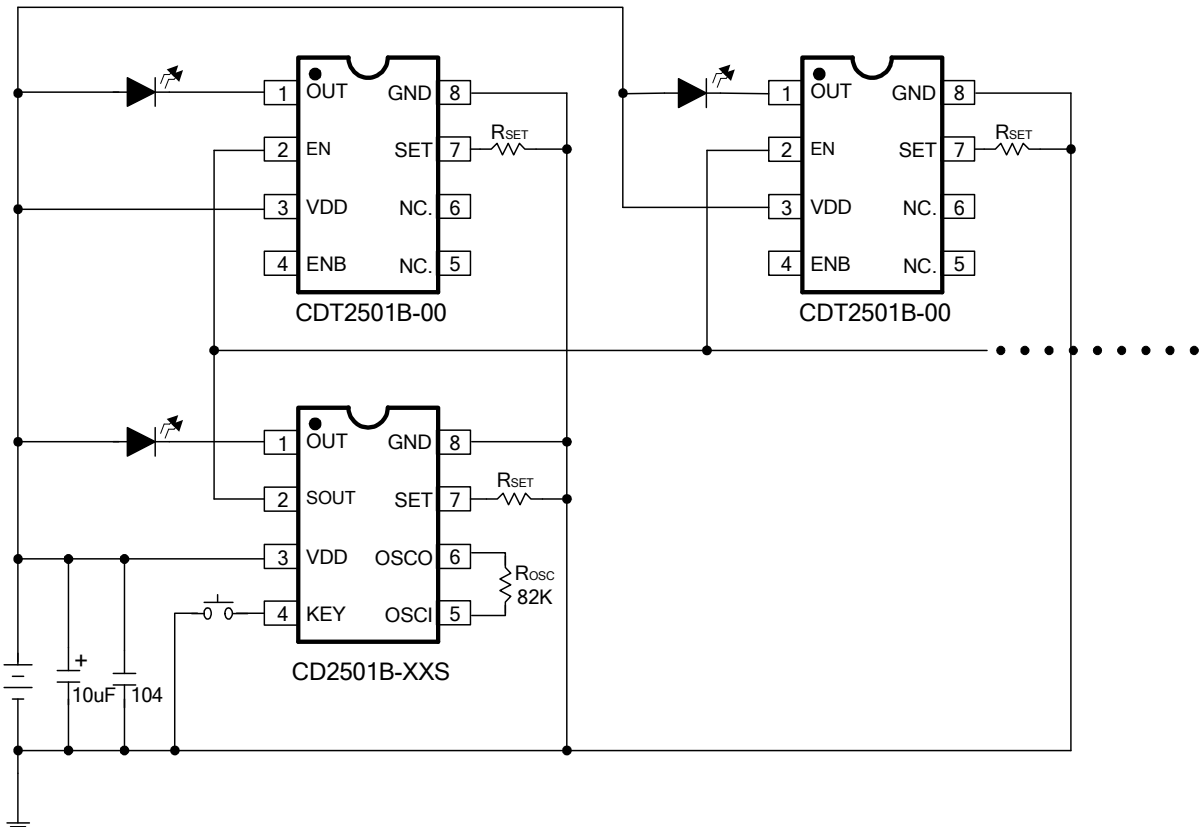 1 OUT GND 8
2 EN SET 7 RSET
3 VDD NC. 6
4 ENB NC. 5
CDT2501B-00
1 OUT GND 8
2 EN SET 7 RSET
3 VDD NC. 6
4 ENB NC. 5
CDT2501B-00
1 OUT GND 8
2 SOUT SET 7 RSET
3 VDD OSCO 6
4 KEY OSCI 5
ROSC
82K
CD2501B-XXS
+
10uF
104